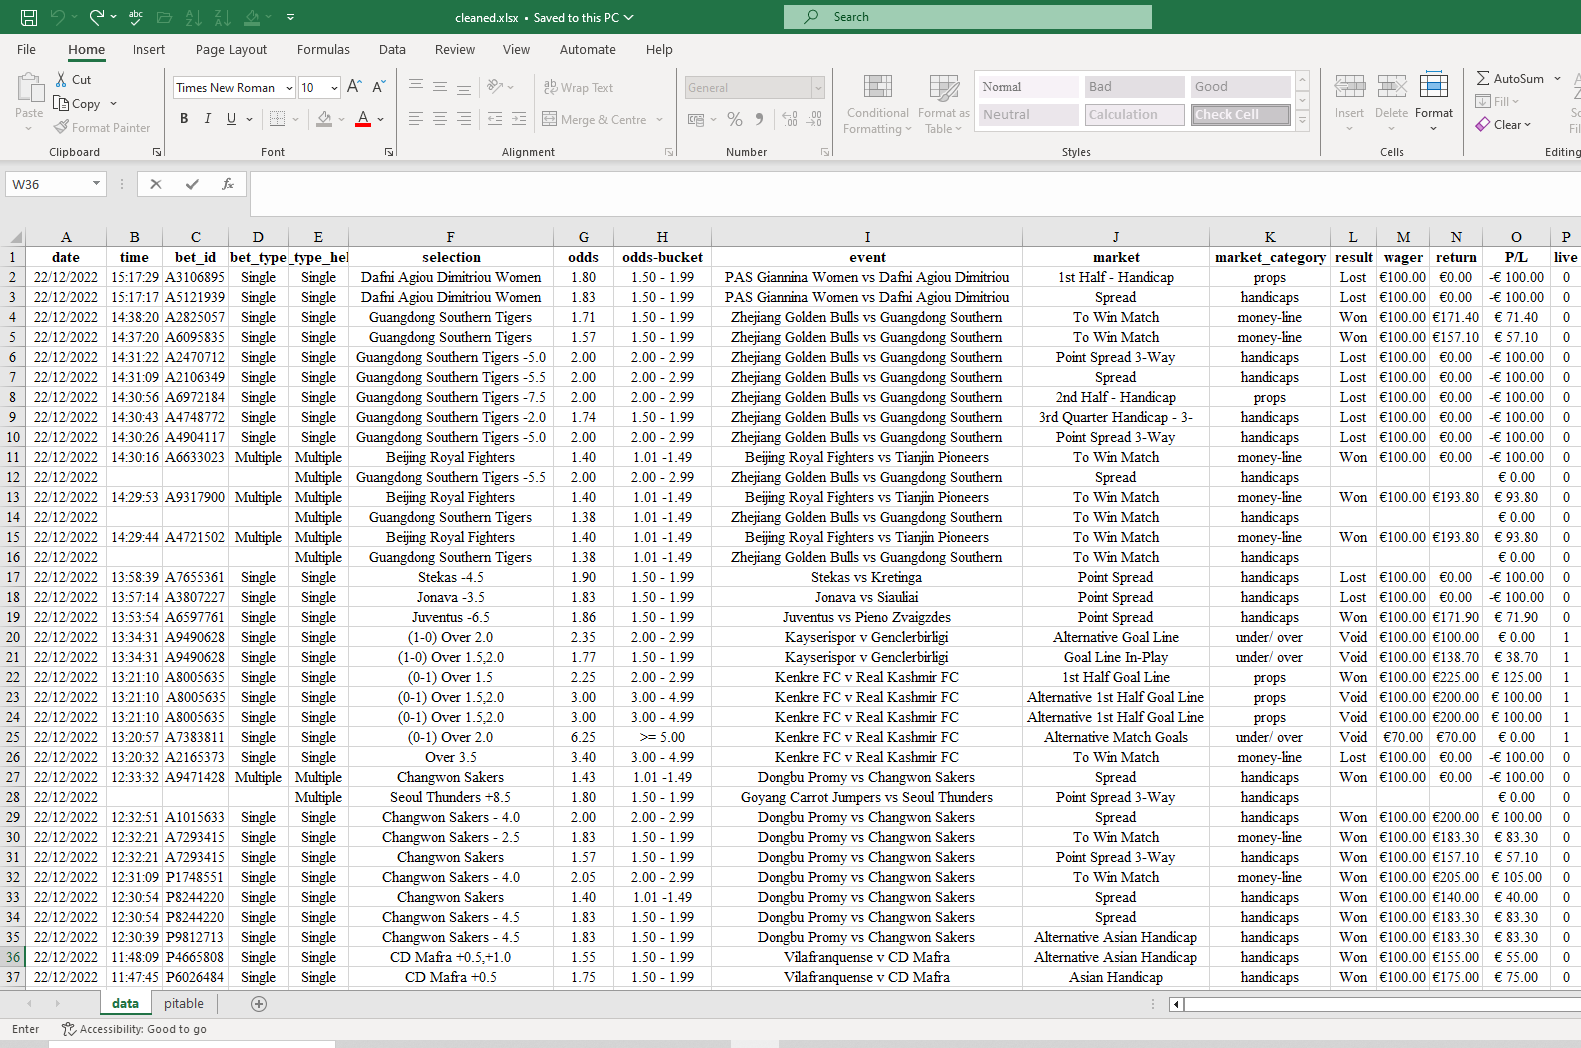 cleaned.xlsx • Saved to this PC
Search
File Home Insert Page Layout Formulas Data Review View Automate Help
Paste
Cut
Copy
Format Painter
Clipboard
Times New Roman 10
B I U
Font
Wrap Text
Merge & Centre
Alignment
General
Number
Conditional Formatting
Format as Table
Normal Bad Good
Neutral Calculation Check Cell
Styles
Insert Delete Format
Cells
AutoSum
Fill
Clear
Editing
W36
A B C D E F G H I J K L M N O P
1 date time bet_id bet_type _type_hel selection odds odds-bucket event market market_category result wager return P/L live
2 22/12/2022 15:17:29 A3106895 Single Single Dafni Agiou Dimitriou Women 1.80 1.50 - 1.99 PAS Giannina Women vs Dafni Agiou Dimitriou 1st Half - Handicap props Lost €100.00 €0.00 -€ 100.00 0
3 22/12/2022 15:17:17 A5121939 Single Single Dafni Agiou Dimitriou Women 1.83 1.50 - 1.99 PAS Giannina Women vs Dafni Agiou Dimitriou Spread handicaps Lost €100.00 €0.00 -€ 100.00 0
4 22/12/2022 14:38:20 A2825057 Single Single Guangdong Southern Tigers 1.71 1.50 - 1.99 Zhejiang Golden Bulls vs Guangdong Southern To Win Match money-line Won €100.00 €171.40 € 71.40 0
5 22/12/2022 14:37:20 A6095835 Single Single Guangdong Southern Tigers 1.57 1.50 - 1.99 Zhejiang Golden Bulls vs Guangdong Southern To Win Match money-line Won €100.00 €157.10 € 57.10 0
6 22/12/2022 14:31:22 A2470712 Single Single Guangdong Southern Tigers -5.0 2.00 2.00 - 2.99 Zhejiang Golden Bulls vs Guangdong Southern Point Spread 3-Way handicaps Lost €100.00 €0.00 -€ 100.00 0
7 22/12/2022 14:31:09 A2106349 Single Single Guangdong Southern Tigers -5.5 2.00 2.00 - 2.99 Zhejiang Golden Bulls vs Guangdong Southern Spread handicaps Lost €100.00 €0.00 -€ 100.00 0
8 22/12/2022 14:30:56 A6972184 Single Single Guangdong Southern Tigers -7.5 2.00 2.00 - 2.99 Zhejiang Golden Bulls vs Guangdong Southern 2nd Half - Handicap props Lost €100.00 €0.00 -€ 100.00 0
9 22/12/2022 14:30:43 A4748772 Single Single Guangdong Southern Tigers -2.0 1.74 1.50 - 1.99 Zhejiang Golden Bulls vs Guangdong Southern 3rd Quarter Handicap - 3- handicaps Lost €100.00 €0.00 -€ 100.00 0
10 22/12/2022 14:30:26 A4904117 Single Single Guangdong Southern Tigers -5.0 2.00 2.00 - 2.99 Zhejiang Golden Bulls vs Guangdong Southern Point Spread 3-Way handicaps Lost €100.00 €0.00 -€ 100.00 0
11 22/12/2022 14:30:16 A6633023 Multiple Multiple Beijing Royal Fighters 1.40 1.01 -1.49 Beijing Royal Fighters vs Tianjin Pioneers To Win Match money-line Won €100.00 €0.00 -€ 100.00 0
12 22/12/2022 Multiple Guangdong Southern Tigers -5.5 2.00 2.00 - 2.99 Zhejiang Golden Bulls vs Guangdong Southern Spread handicaps € 0.00 0
13 22/12/2022 14:29:53 A9317900 Multiple Multiple Beijing Royal Fighters 1.40 1.01 -1.49 Beijing Royal Fighters vs Tianjin Pioneers To Win Match money-line Won €100.00 €193.80 € 93.80 0
14 22/12/2022 Multiple Guangdong Southern Tigers 1.38 1.01 -1.49 Zhejiang Golden Bulls vs Guangdong Southern To Win Match handicaps € 0.00 0
15 22/12/2022 14:29:44 A4721502 Multiple Multiple Beijing Royal Fighters 1.40 1.01 -1.49 Beijing Royal Fighters vs Tianjin Pioneers To Win Match money-line Won €100.00 €193.80 € 93.80 0
16 22/12/2022 Multiple Guangdong Southern Tigers 1.38 1.01 -1.49 Zhejiang Golden Bulls vs Guangdong Southern To Win Match handicaps € 0.00 0
17 22/12/2022 13:58:39 A7655361 Single Single Stekas -4.5 1.90 1.50 - 1.99 Stekas vs Kretinga Point Spread handicaps Lost €100.00 €0.00 -€ 100.00 0
18 22/12/2022 13:57:14 A3807227 Single Single Jonava -3.5 1.83 1.50 - 1.99 Jonava vs Siauliai Point Spread handicaps Lost €100.00 €0.00 -€ 100.00 0
19 22/12/2022 13:53:54 A6597761 Single Single Juventus -6.5 1.86 1.50 - 1.99 Juventus vs Pieno Zvaigzdes Point Spread handicaps Won €100.00 €171.90 € 71.90 0
20 22/12/2022 13:34:31 A9490628 Single Single (1-0) Over 2.0 2.35 2.00 - 2.99 Kayserispor v Genclerbirligi Alternative Goal Line under/ over Void €100.00 €100.00 € 0.00 1
21 22/12/2022 13:34:31 A9490628 Single Single (1-0) Over 1.5,2.0 1.77 1.50 - 1.99 Kayserispor v Genclerbirligi Goal Line In-Play under/ over Void €100.00 €138.70 € 38.70 1
22 22/12/2022 13:21:10 A8005635 Single Single (0-1) Over 1.5 2.25 2.00 - 2.99 Kenkre FC v Real Kashmir FC 1st Half Goal Line props Won €100.00 €225.00 € 125.00 1
23 22/12/2022 13:21:10 A8005635 Single Single (0-1) Over 1.5,2.0 3.00 3.00 - 4.99 Kenkre FC v Real Kashmir FC Alternative 1st Half Goal Line props Void €100.00 €200.00 € 100.00 1
24 22/12/2022 13:21:10 A8005635 Single Single (0-1) Over 1.5,2.0 3.00 3.00 - 4.99 Kenkre FC v Real Kashmir FC Alternative 1st Half Goal Line props Void €100.00 €200.00 € 100.00 1
25 22/12/2022 13:20:57 A7383811 Single Single (0-1) Over 2.0 6.25 >= 5.00 Kenkre FC v Real Kashmir FC Alternative Match Goals under/ over Void €70.00 €70.00 € 0.00 1
26 22/12/2022 13:20:32 A2165373 Single Single Over 3.5 3.40 3.00 - 4.99 Kenkre FC v Real Kashmir FC To Win Match money-line Lost €100.00 €0.00 -€ 100.00 0
27 22/12/2022 12:33:32 A9471428 Multiple Multiple Changwon Sakers 1.43 1.01 -1.49 Dongbu Promy vs Changwon Sakers Spread handicaps Won €100.00 €0.00 -€ 100.00 0
28 22/12/2022 Multiple Seoul Thunders +8.5 1.80 1.50 - 1.99 Goyang Carrot Jumpers vs Seoul Thunders Point Spread 3-Way handicaps € 0.00 0
29 22/12/2022 12:32:51 A1015633 Single Single Changwon Sakers - 4.0 2.00 2.00 - 2.99 Dongbu Promy vs Changwon Sakers Spread handicaps Won €100.00 €200.00 € 100.00 0
30 22/12/2022 12:32:21 A7293415 Single Single Changwon Sakers - 2.5 1.83 1.50 - 1.99 Dongbu Promy vs Changwon Sakers To Win Match money-line Won €100.00 €183.30 € 83.30 0
31 22/12/2022 12:32:21 A7293415 Single Single Changwon Sakers 1.57 1.50 - 1.99 Dongbu Promy vs Changwon Sakers Point Spread 3-Way handicaps Won €100.00 €157.10 € 57.10 0
32 22/12/2022 12:31:09 P1748551 Single Single Changwon Sakers - 4.0 2.05 2.00 - 2.99 Dongbu Promy vs Changwon Sakers To Win Match money-line Won €100.00 €205.00 € 105.00 0
33 22/12/2022 12:30:54 P8244220 Single Single Changwon Sakers 1.40 1.01 -1.49 Dongbu Promy vs Changwon Sakers Spread handicaps Won €100.00 €140.00 € 40.00 0
34 22/12/2022 12:30:54 P8244220 Single Single Changwon Sakers - 4.5 1.83 1.50 - 1.99 Dongbu Promy vs Changwon Sakers Spread handicaps Won €100.00 €183.30 € 83.30 0
35 22/12/2022 12:30:39 P9812713 Single Single Changwon Sakers - 4.5 1.83 1.50 - 1.99 Dongbu Promy vs Changwon Sakers Alternative Asian Handicap handicaps Won €100.00 €183.30 € 83.30 0
36 22/12/2022 11:48:09 P4665808 Single Single CD Mafra +0.5,+1.0 1.55 1.50 - 1.99 Vilafranquense v CD Mafra Alternative Asian Handicap handicaps Won €100.00 €155.00 € 55.00 0
37 22/12/2022 11:47:45 P6026484 Single Single CD Mafra +0.5 1.75 1.50 - 1.99 Vilafranquense v CD Mafra Asian Handicap handicaps Won €100.00 €175.00 € 75.00 0
data pitable
Enter Accessibility: Good to go